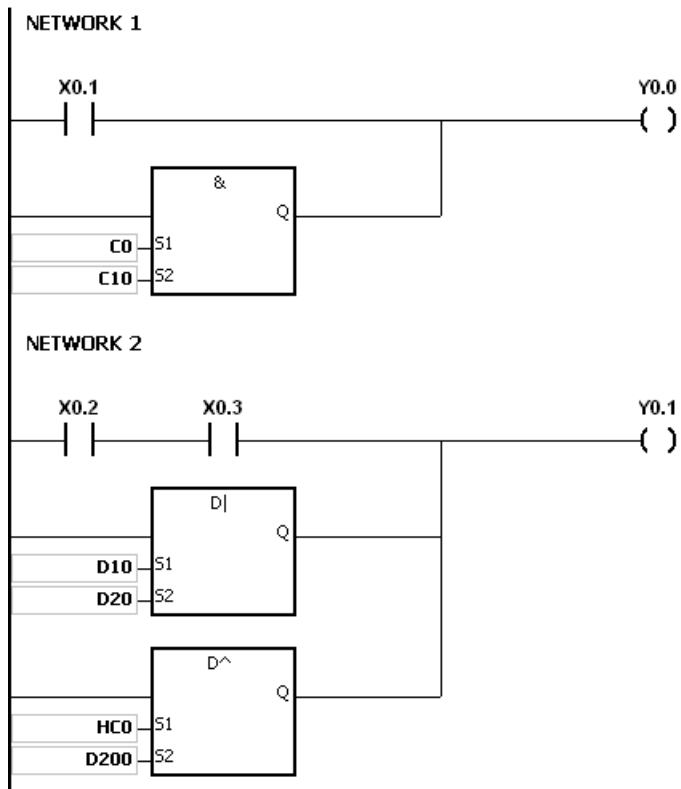 NETWORK 1
X0.1 Y0.0
&
Q
C0 S1
C10 S2
NETWORK 2
X0.2 X0.3 Y0.1
D|
Q
D10 S1
D20 S2
D^
Q
HC0 S1
D200 S2